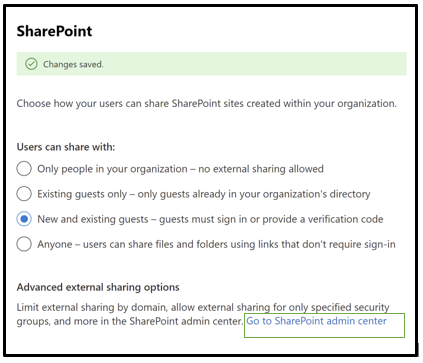 SharePoint
Changes saved.
Choose how your users can share SharePoint sites created within your organization.
Users can share with:
Only people in your organization – no external sharing allowed
Existing guests only – only guests already in your organization's directory
New and existing guests – guests must sign in or provide a verification code
Anyone – users can share files and folders using links that don't require sign-in
Advanced external sharing options
Limit external sharing by domain, allow external sharing for only specified security
groups, and more in the SharePoint admin center. Go to SharePoint admin center